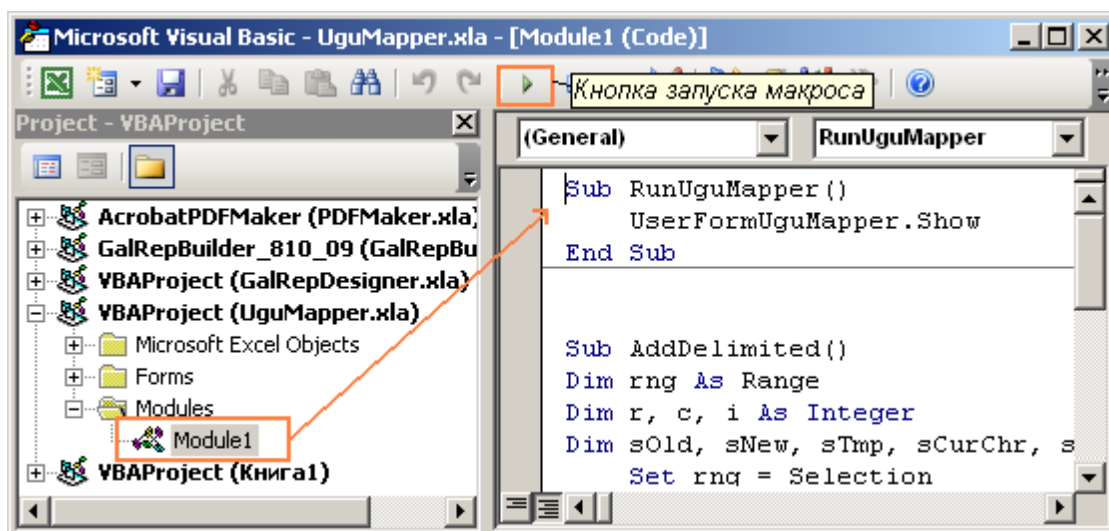 Microsoft Visual Basic - UguMapper.xla - [Module1 (Code)]
Кнопка запуска макроса
Project - VBAProject
(General)
RunUguMapper
AcrobatPDFMaker (PDFMaker.xla)
GalRepBuilder_810_09 (GalRepBu
VBAProject (GalRepDesigner.xla)
VBAProject (UguMapper.xla)
Microsoft Excel Objects
Forms
Modules
Module1
VBAProject (Книга1)
Sub RunUguMapper()
UserFormUguMapper.Show
End Sub
Sub AddDelimited()
Dim rng As Range
Dim r, c, i As Integer
Dim sOld, sNew, sTmp, sCurChr, s
Set rng = Selection